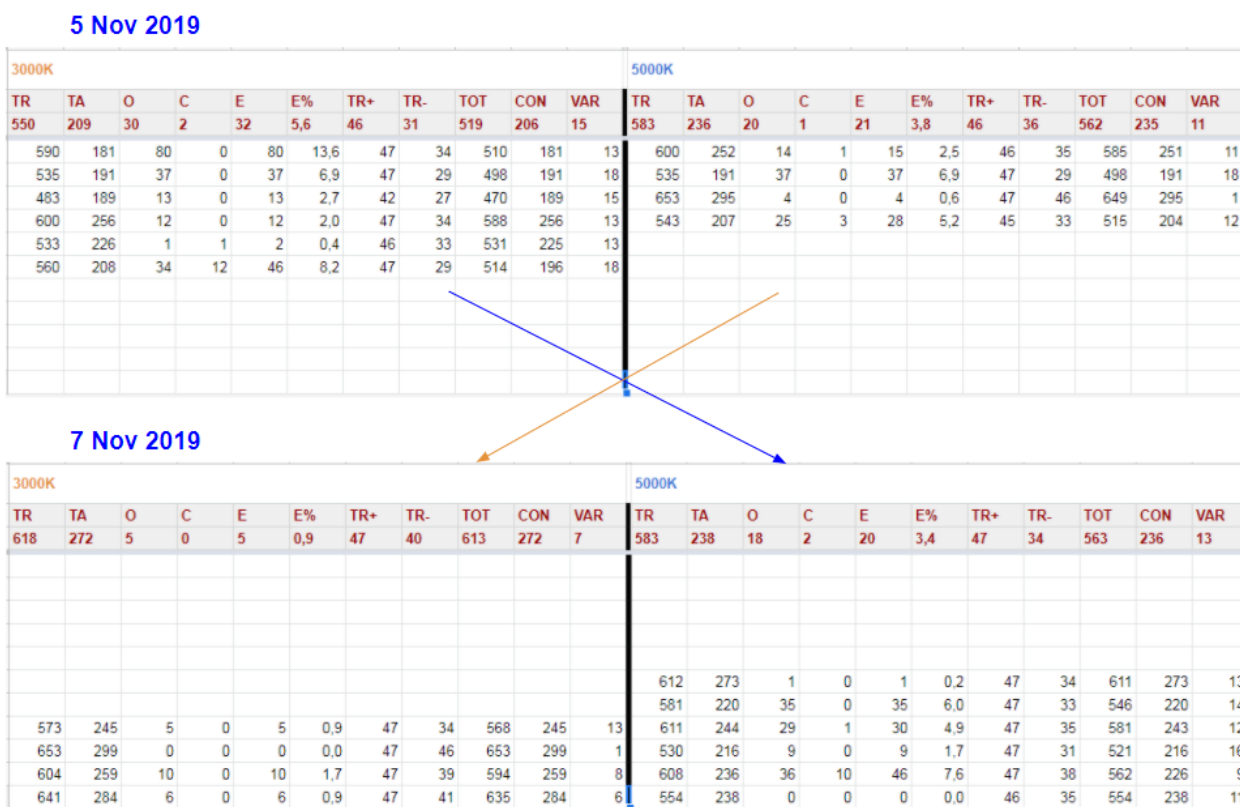 5 Nov 2019
3000K 5000K
TR TA O C E E% TR+ TR- TOT CON VAR TR TA O C E E% TR+ TR- TOT CON VAR
550 209 30 2 32 5,6 46 31 519 206 15 583 236 20 1 21 3,8 46 36 562 235 11
590 181 80 0 80 13,6 47 34 510 181 13 600 252 14 1 15 2,5 46 35 585 251 11
535 191 37 0 37 6,9 47 29 498 191 18 535 191 37 0 37 6,9 47 29 498 191 18
483 189 13 0 13 2,7 42 27 470 189 15 653 295 4 0 4 0,6 47 46 649 295 1
600 256 12 0 12 2,0 47 34 588 256 13 543 207 25 3 28 5,2 45 33 515 204 12
533 226 1 1 2 0,4 46 33 531 225 13
560 208 34 12 46 8,2 47 29 514 196 18
7 Nov 2019
3000K 5000K
TR TA O C E E% TR+ TR- TOT CON VAR TR TA O C E E% TR+ TR- TOT CON VAR
618 272 5 0 5 0,9 47 40 613 272 7 583 238 18 2 20 3,4 47 34 563 236 13
612 273 1 0 1 0,2 47 34 611 273 13
581 220 35 0 35 6,0 47 33 546 220 14
573 245 5 0 5 0,9 47 34 568 245 13 611 244 29 1 30 4,9 47 35 581 243 12
653 299 0 0 0 0,0 47 46 653 299 1 530 216 9 0 9 1,7 47 31 521 216 16
604 259 10 0 10 1,7 47 39 594 259 8 608 236 36 10 46 7,6 47 38 562 226 9
641 284 6 0 6 0,9 47 41 635 284 6 554 238 0 0 0 0,0 46 35 554 238 11